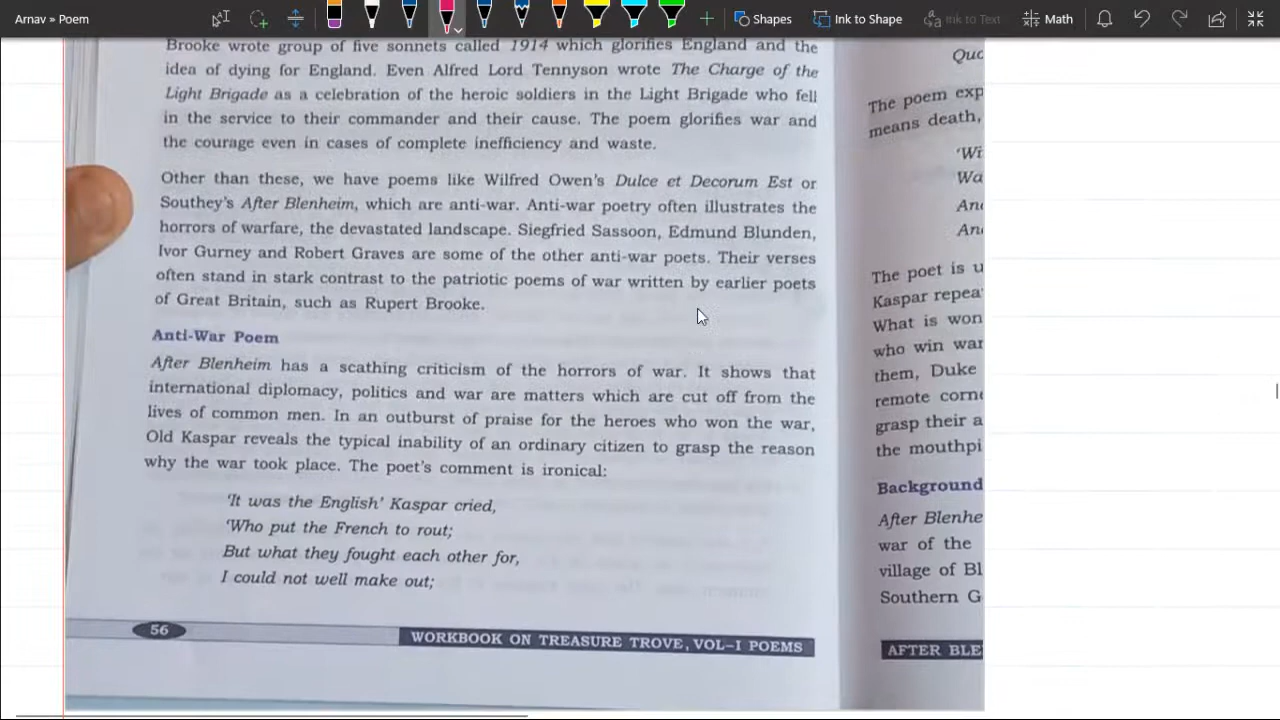 Arnav » Poem
Shapes
Ink to Shape
Ink to Text
Math
Brooke wrote group of five sonnets called 1914 which glorifies England and the
idea of dying for England. Even Alfred Lord Tennyson wrote The Charge of the
Light Brigade as a celebration of the heroic soldiers in the Light Brigade who fell
in the service to their commander and their cause. The poem glorifies war and
the courage even in cases of complete inefficiency and waste.
Other than these, we have poems like Wilfred Owen's Dulce et Decorum Est or
Southey's After Blenheim, which are anti-war. Anti-war poetry often illustrates the
horrors of warfare, the devastated landscape. Siegfried Sassoon, Edmund Blunden,
Ivor Gurney and Robert Graves are some of the other anti-war poets. Their verses
often stand in stark contrast to the patriotic poems of war written by earlier poets
of Great Britain, such as Rupert Brooke.
Anti-War Poem
After Blenheim has a scathing criticism of the horrors of war. It shows that
international diplomacy, politics and war are matters which are cut off from the
lives of common men. In an outburst of praise for the heroes who won the war,
Old Kaspar reveals the typical inability of an ordinary citizen to grasp the reason
why the war took place. The poet's comment is ironical:
'It was the English' Kaspar cried,
'Who put the French to rout;
But what they fought each other for,
I could not well make out;
56
WORKBOOK ON TREASURE TROVE, VOL–I POEMS
The poem exp
means death,
'Wi
Wa
An
An
The poet is u
Kaspar repea
What is won
who win war
them, Duke
remote corn
grasp their a
the mouthpi
Background
After Blenhe
war of the
village of Bl
Southern G
AFTER BLE